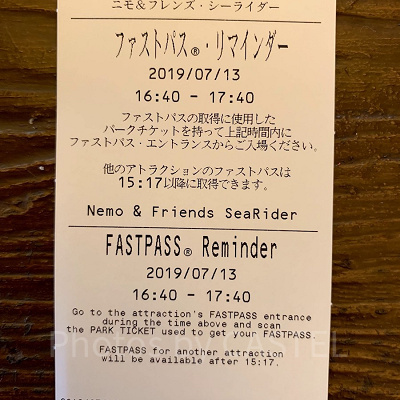 ニモ＆フレンズ・シーライダー
ファストパス®・リマインダー
2019/07/13
16:40 - 17:40
ファストパスの取得に使用した
パークチケットを持って上記時間内に
ファストパス・エントランスからご入場ください。
他のアトラクションのファストパスは
15:17以降に取得できます。
Nemo & Friends SeaRider
FASTPASS® Reminder
2019/07/13
16:40 - 17:40
Go to the attraction's FASTPASS entrance
during the time above and scan
the PARK TICKET used to get your FASTPASS.
Photos by
FASTPASS for another attraction
will be available after 15:17.